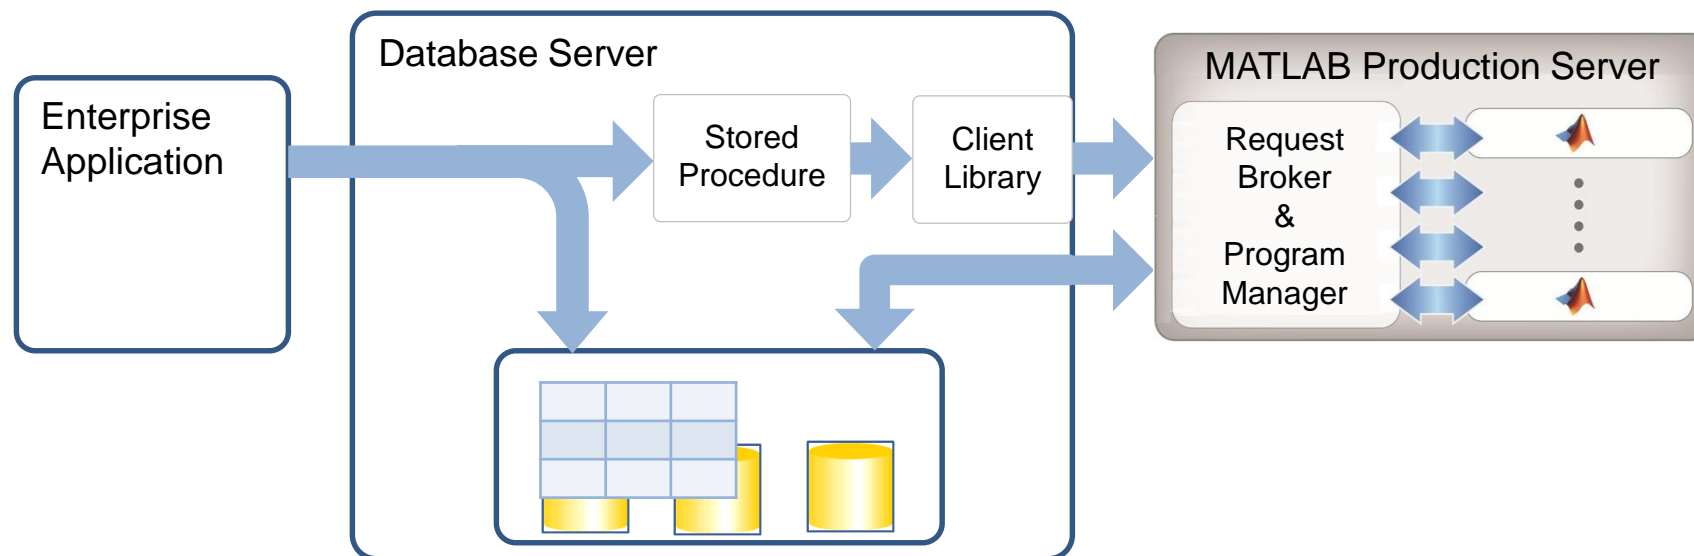 Enterprise
Application
Database Server
Stored
Procedure
Client
Library
MATLAB Production Server
Request
Broker
&
Program
Manager